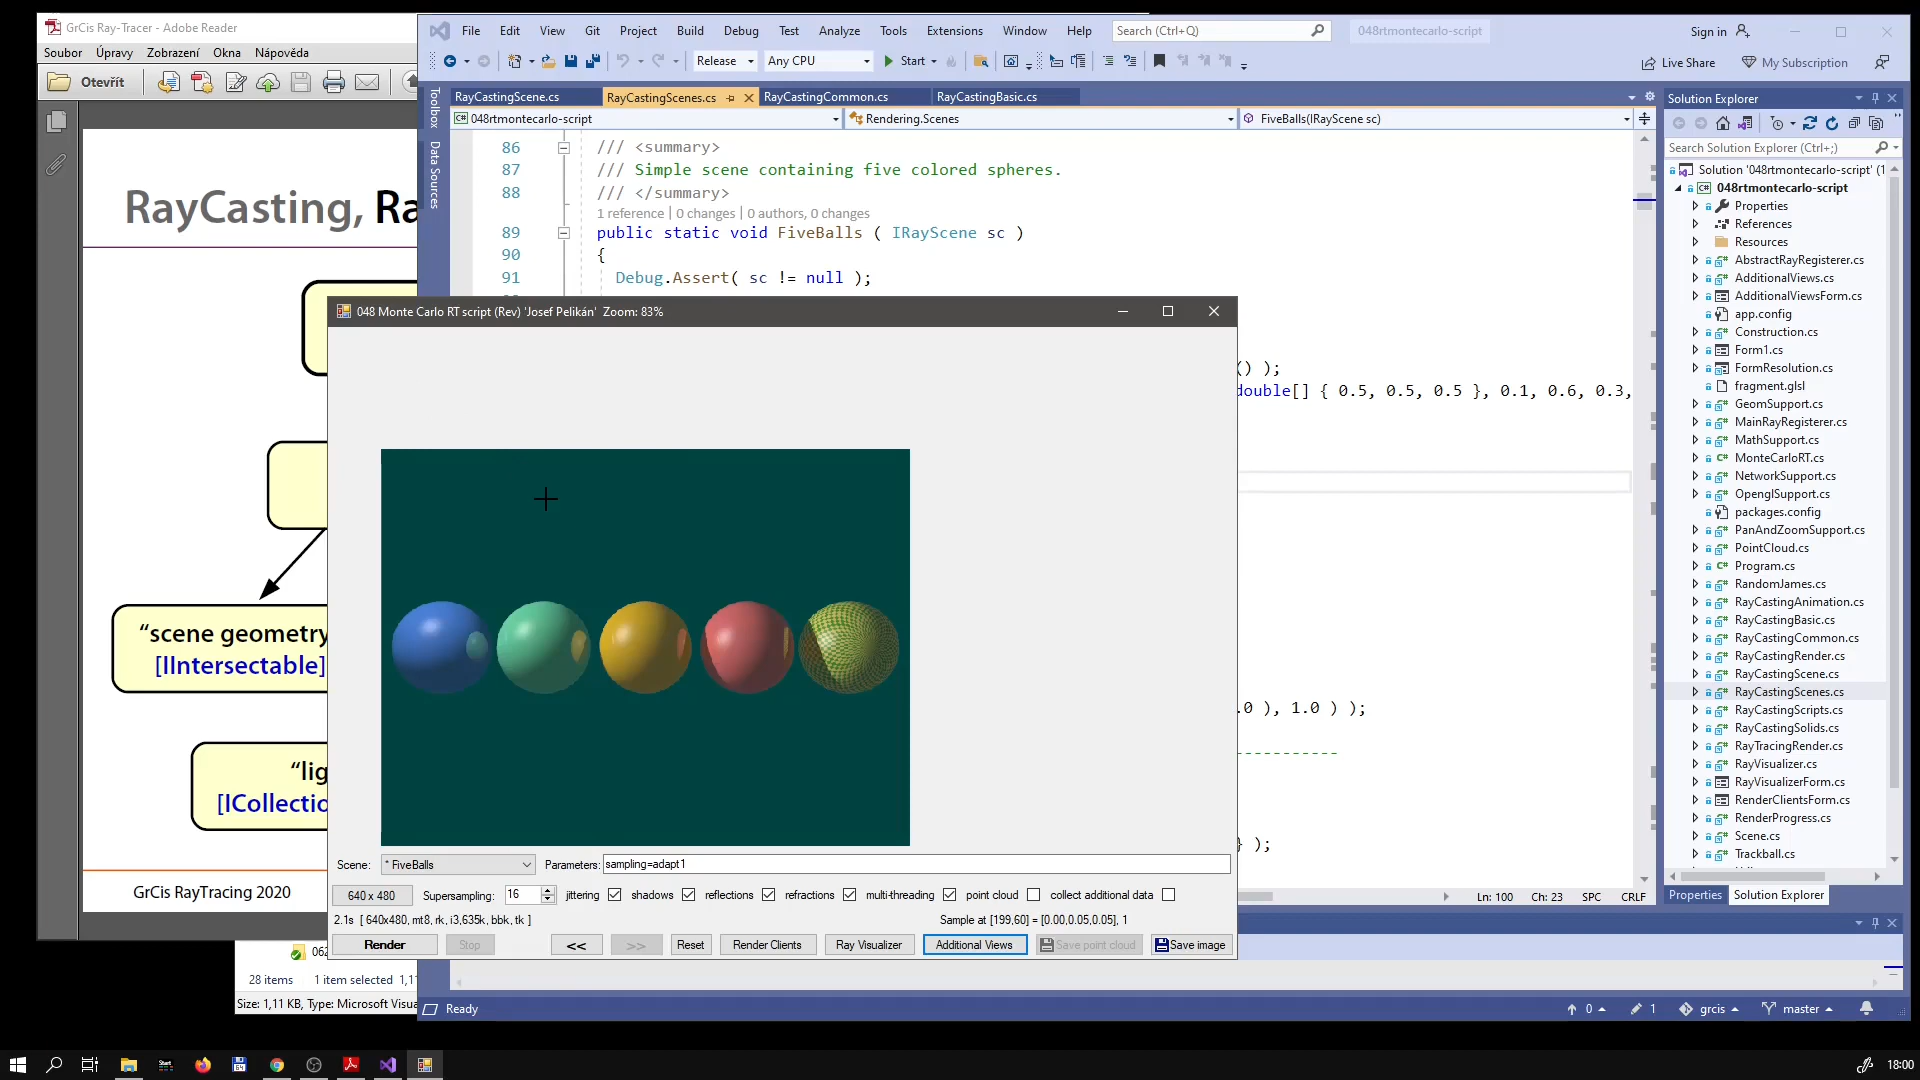 GrCis Ray-Tracer - Adobe Reader
Soubor Úpravy Zobrazení Okna Nápověda
Otevřít
RayCasting, Ra
"scene geometry
[IIntersectable]
"lig
[ICollectio
GrCis RayTracing 2020
28 items 1 item selected 1,1
Size: 1,11 KB, Type: Microsoft Visua
File Edit View Git Project Build Debug Test Analyze Tools Extensions Window Help
Search (Ctrl+Q)
048rtmontecarlo-script
Sign in
Release Any CPU Start
Live Share
My Subscription
Toolbox
Data Sources
RayCastingScene.cs RayCastingScenes.cs RayCastingCommon.cs RayCastingBasic.cs
048rtmontecarlo-script Rendering.Scenes FiveBalls(IRayScene sc)
86 /// <summary>
87 /// Simple scene containing five colored spheres.
88 /// </summary>
1 reference | 0 changes | 0 authors, 0 changes
89 public static void FiveBalls ( IRayScene sc )
90 {
91 Debug.Assert( sc != null );
() );
double[] { 0.5, 0.5, 0.5 }, 0.1, 0.6, 0.3,
.0 ), 1.0 ) );
-----------
} );
Ln: 100 Ch: 23 SPC CRLF
048 Monte Carlo RT script (Rev) 'Josef Pelikán' Zoom: 83%
Scene: * FiveBalls Parameters: sampling=adapt1
640 x 480 Supersampling: 16 jittering shadows reflections refractions multi-threading point cloud collect additional data
2.1s [ 640x480, mt8, rk, i3,635k, bbk, tk ] Sample at [199,60] = [0.00,0.05,0.05], 1
Render Stop << >> Reset Render Clients Ray Visualizer Additional Views Save point cloud Save image
Solution Explorer
Search Solution Explorer (Ctrl+;)
Solution '048rtmontecarlo-script' (1
048rtmontecarlo-script
Properties
References
Resources
AbstractRayRegisterer.cs
AdditionalViews.cs
AdditionalViewsForm.cs
app.config
Construction.cs
Form1.cs
FormResolution.cs
fragment.glsl
GeomSupport.cs
MainRayRegisterer.cs
MathSupport.cs
MonteCarloRT.cs
NetworkSupport.cs
OpenglSupport.cs
packages.config
PanAndZoomSupport.cs
PointCloud.cs
Program.cs
RandomJames.cs
RayCastingAnimation.cs
RayCastingBasic.cs
RayCastingCommon.cs
RayCastingRender.cs
RayCastingScene.cs
RayCastingScenes.cs
RayCastingScripts.cs
RayCastingSolids.cs
RayTracingRender.cs
RayVisualizer.cs
RayVisualizerForm.cs
RenderClientsForm.cs
RenderProgress.cs
Scene.cs
Trackball.cs
Properties Solution Explorer
Ready
0 1 grcis master
18:00